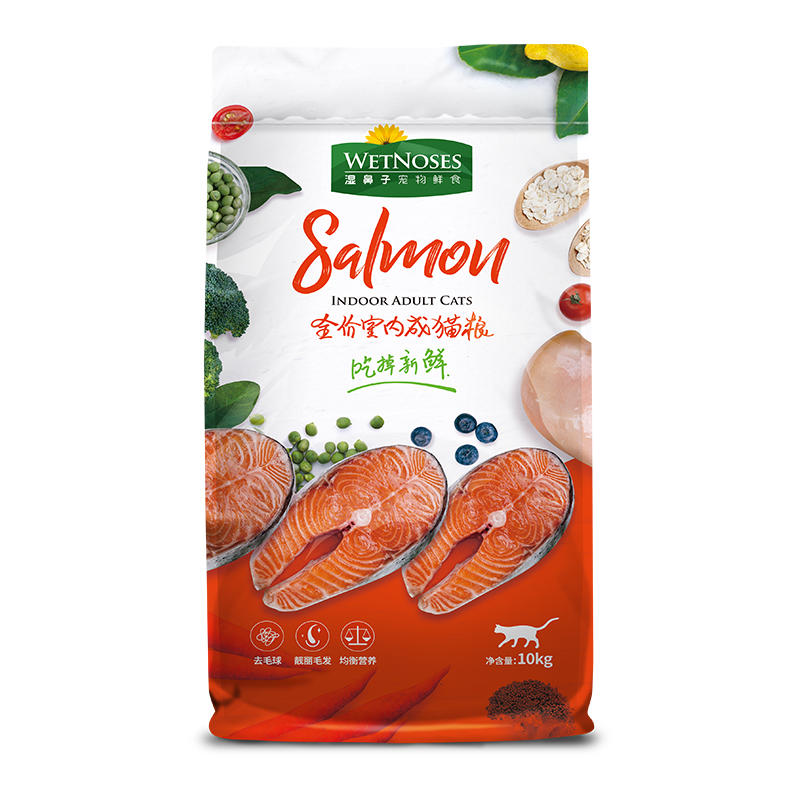 WETNOSES
湿鼻子宠物鲜食
Salmon
INDOOR ADULT CATS
全价室内成猫粮
吃掉新鲜
去毛球 靓丽毛发 均衡营养
净含量:10kg